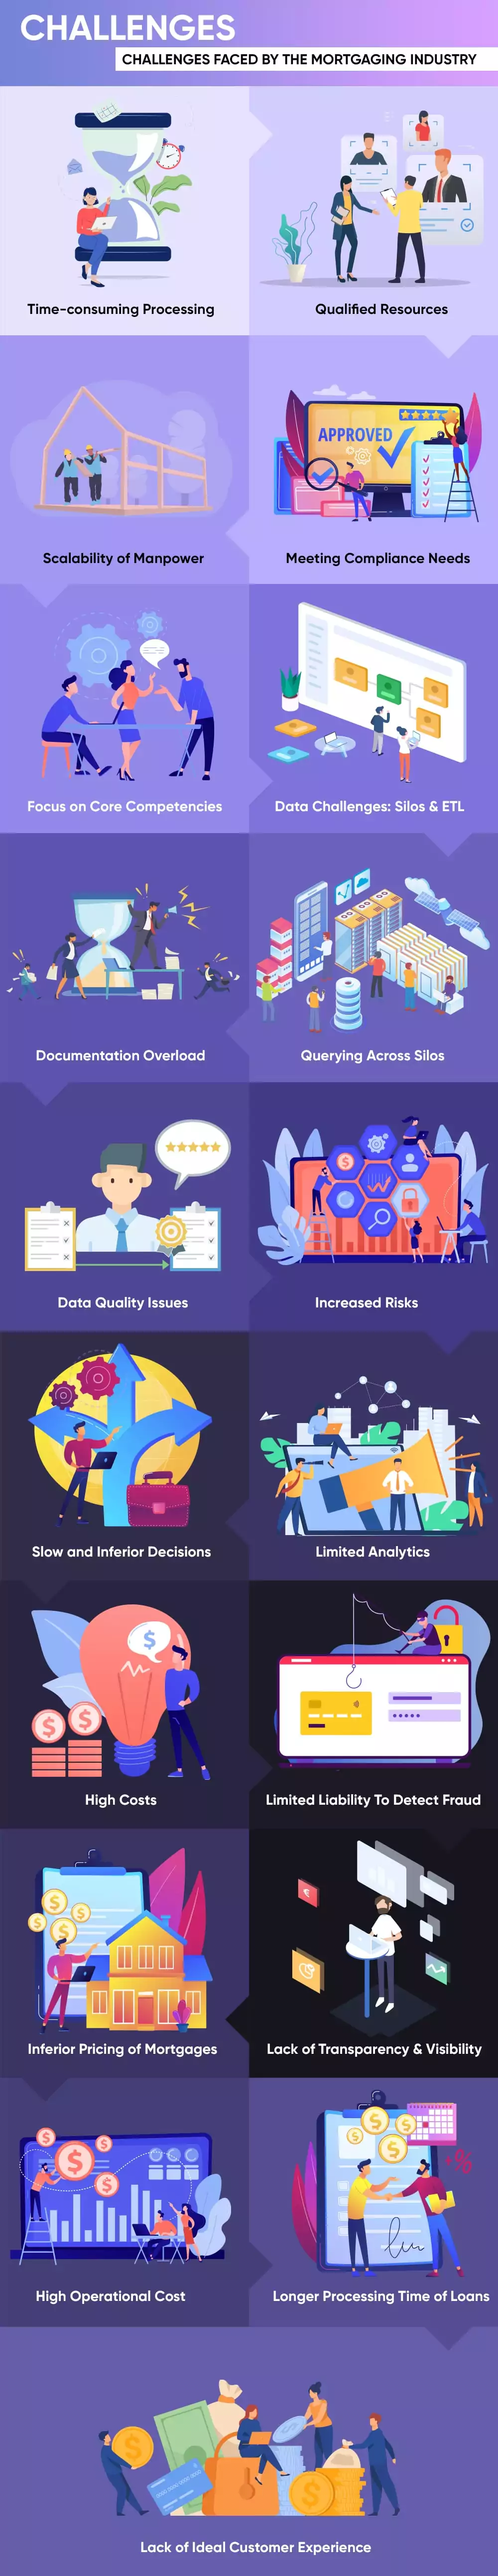 CHALLENGES
CHALLENGES FACED BY THE MORTGAGING INDUSTRY
Time-consuming Processing
Qualified Resources
Scalability of Manpower
APPROVED
Meeting Compliance Needs
Focus on Core Competencies
Data Challenges: Silos & ETL
Documentation Overload
Querying Across Silos
Data Quality Issues
$
Increased Risks
Slow and Inferior Decisions
Limited Analytics
$
$ $
High Costs
Limited Liability To Detect Fraud
$
$
$
$
Inferior Pricing of Mortgages
Lack of Transparency & Visibility
$
$
$
$
High Operational Cost
$
$
$
$
Longer Processing Time of Loans
$
$
Lack of Ideal Customer Experience